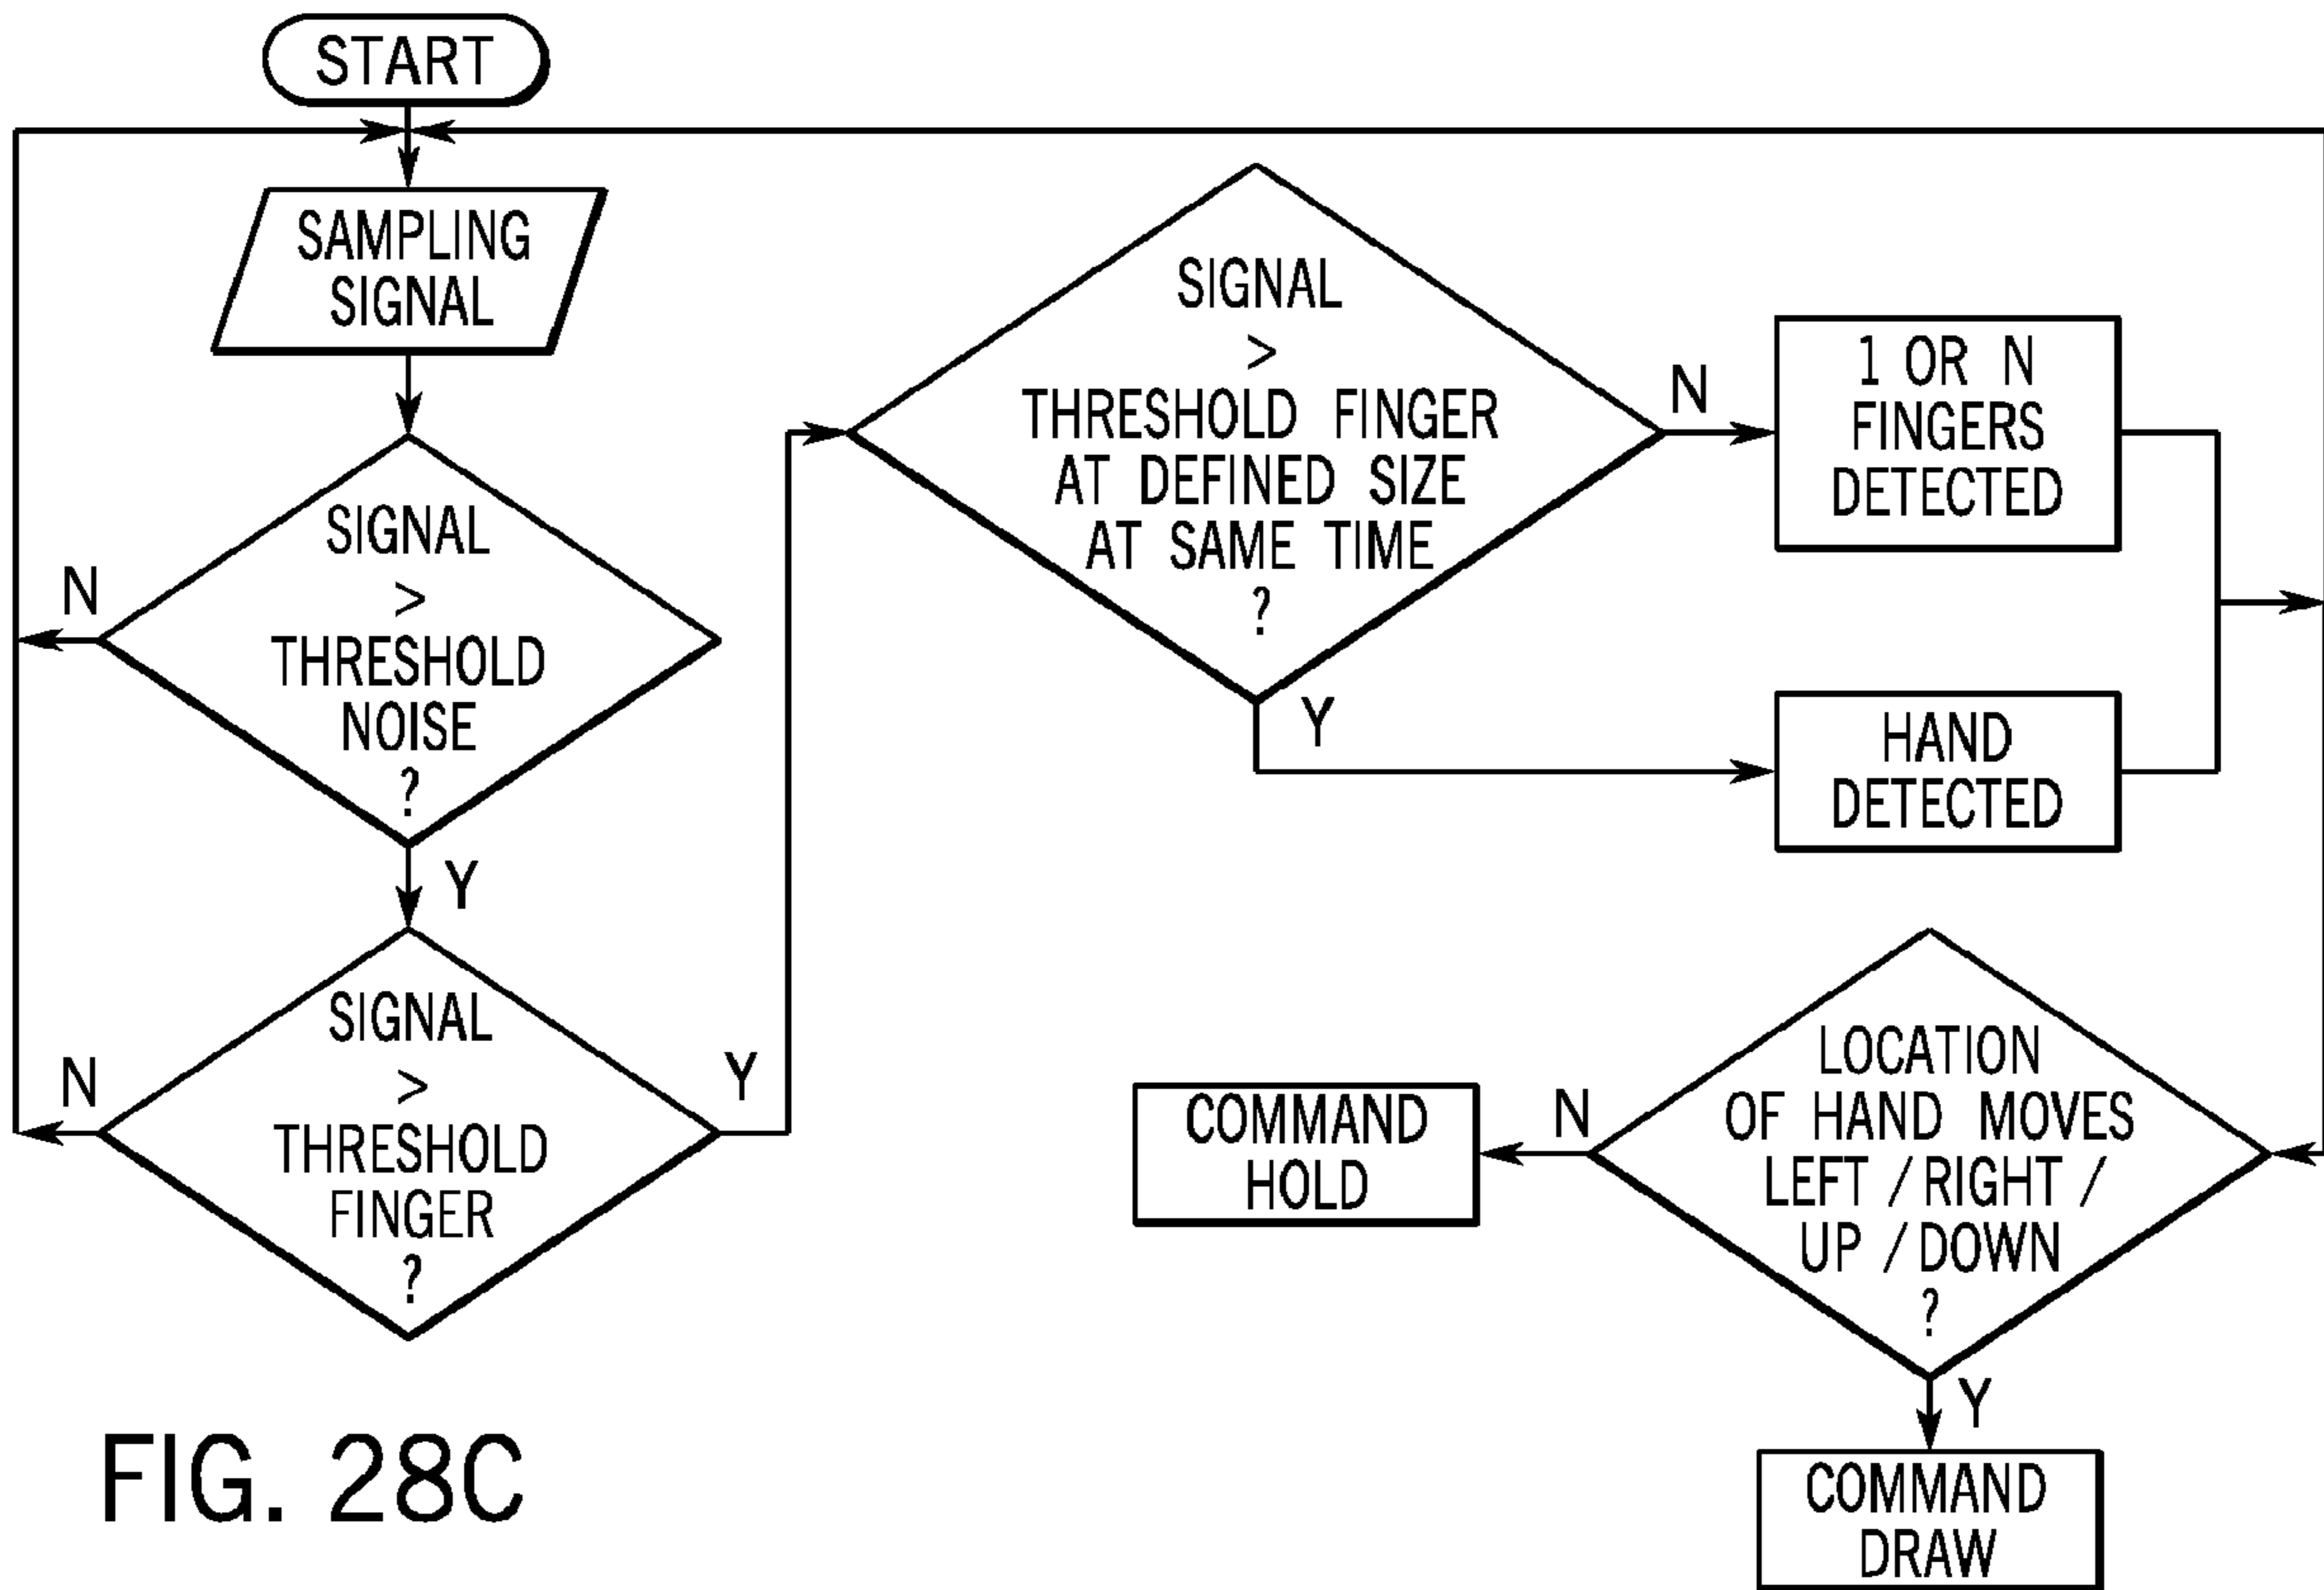 START
SAMPLING
SIGNAL
SIGNAL
>
THRESHOLD
NOISE
?
N
Y
SIGNAL
>
THRESHOLD
FINGER
?
N
Y
SIGNAL
>
THRESHOLD FINGER
AT DEFINED SIZE
AT SAME TIME
?
N
Y
1 OR N
FINGERS
DETECTED
HAND
DETECTED
LOCATION
OF HAND MOVES
LEFT / RIGHT /
UP / DOWN
?
N
Y
COMMAND
HOLD
COMMAND
DRAW
FIG. 28C